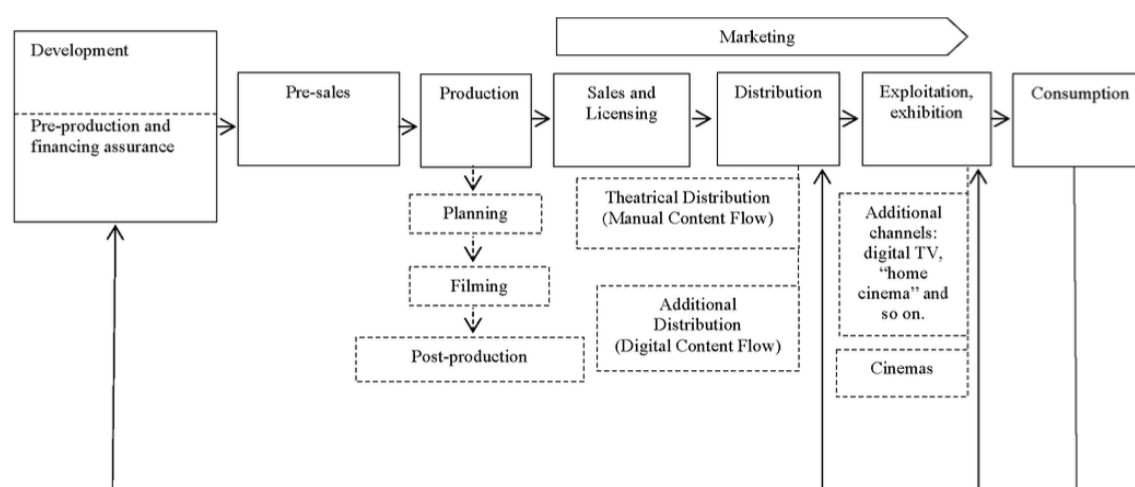 Marketing
Development
Pre-production and
financing assurance
Pre-sales
Production
Sales and
Licensing
Distribution
Exploitation,
exhibition
Consumption
Planning
Filming
Post-production
Theatrical Distribution
(Manual Content Flow)
Additional
Distribution
(Digital Content Flow)
Additional
channels:
digital TV,
“home
cinema” and
so on.
Cinemas